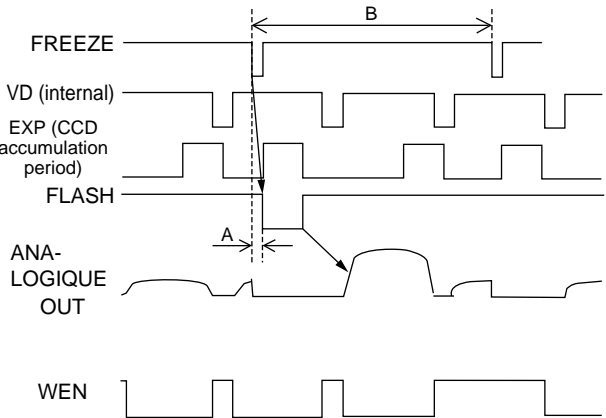 B
FREEZE
VD (internal)
EXP (CCD
accumulation
period)
FLASH
A
ANA-
LOGIQUE
OUT
WEN